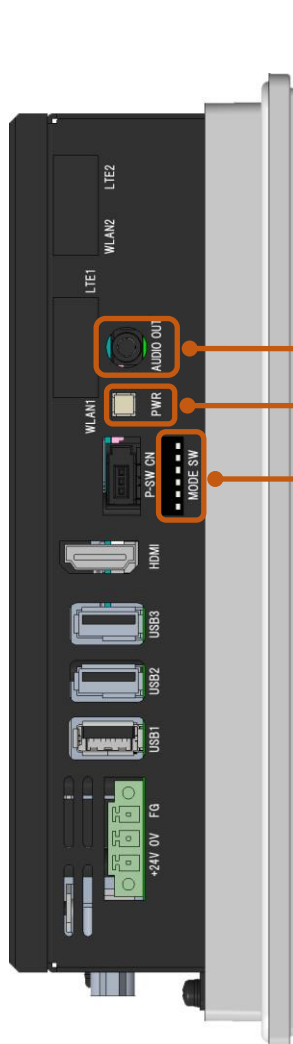 LTE2
WLAN2
LTE1
WLAN1
AUDIO OUT
PWR
P-SW CN
MODE SW
HDMI
USB3
USB2
USB1
+24V 0V FG